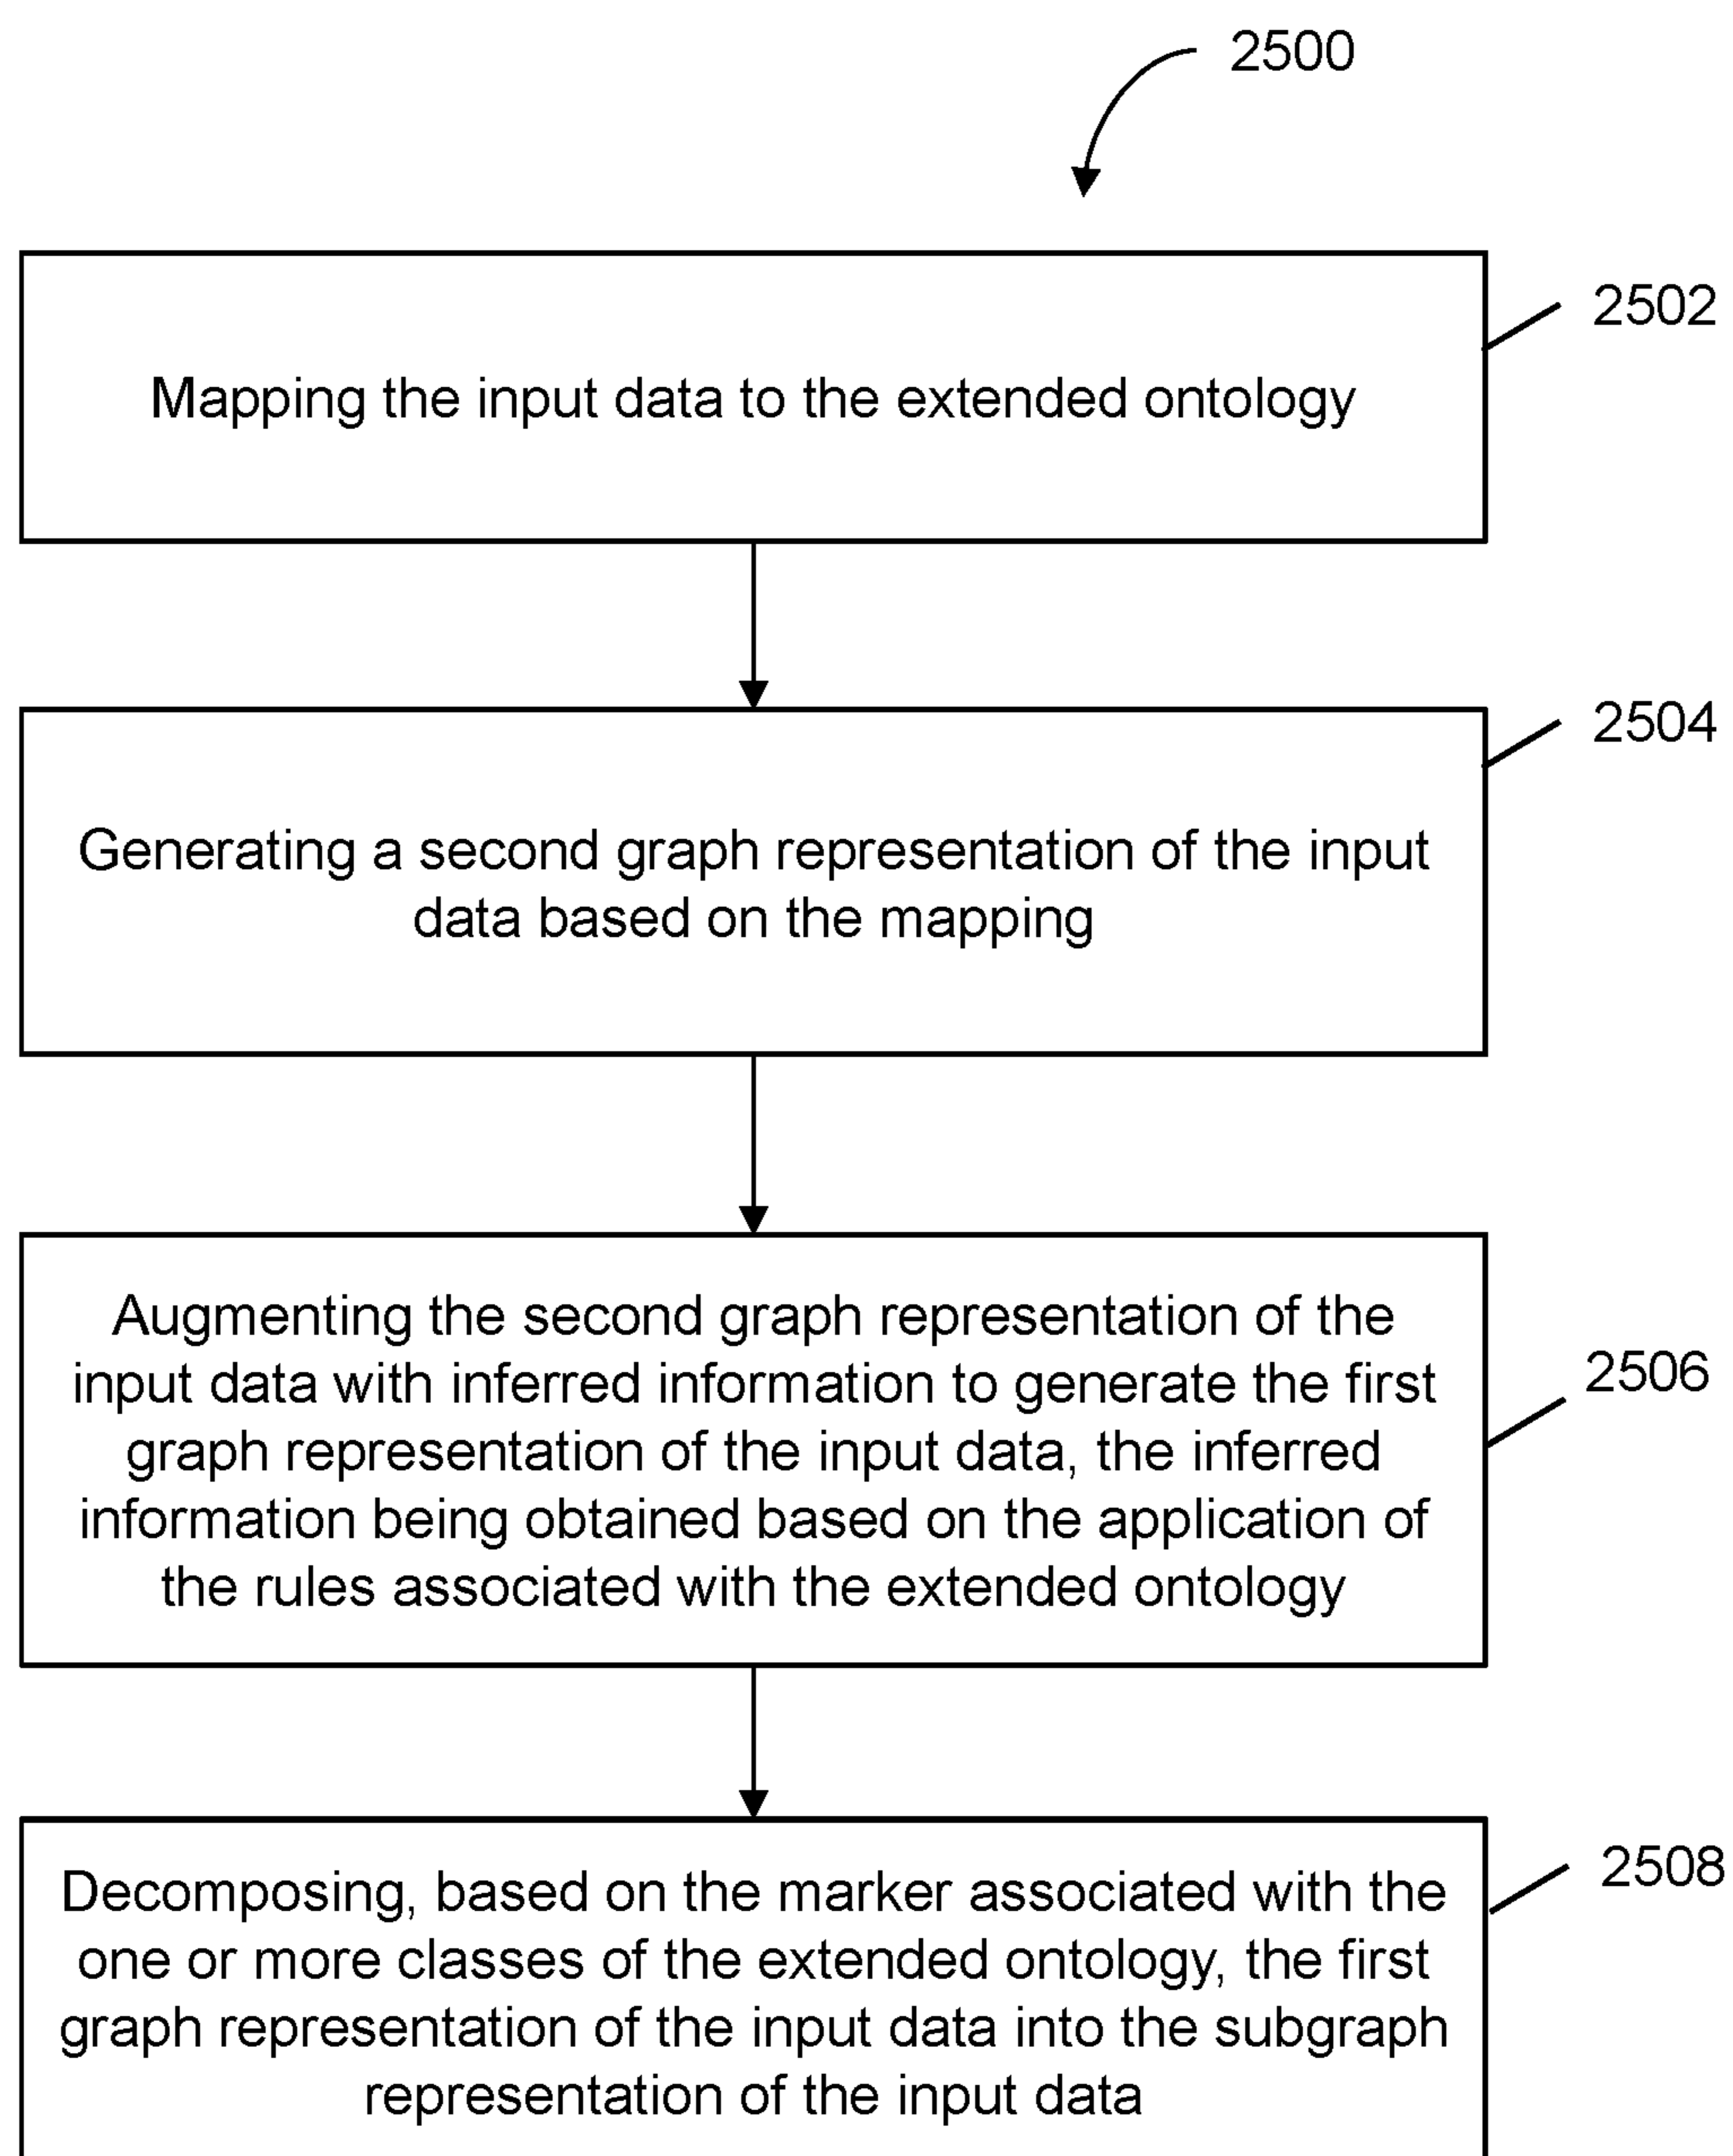 2500
2502
Mapping the input data to the extended ontology
2504
Generating a second graph representation of the input
data based on the mapping
Augmenting the second graph representation of the
input data with inferred information to generate the first
graph representation of the input data, the inferred
information being obtained based on the application of
the rules associated with the extended ontology
2506
2508
Decomposing, based on the marker associated with the
one or more classes of the extended ontology, the first
graph representation of the input data into the subgraph
representation of the input data